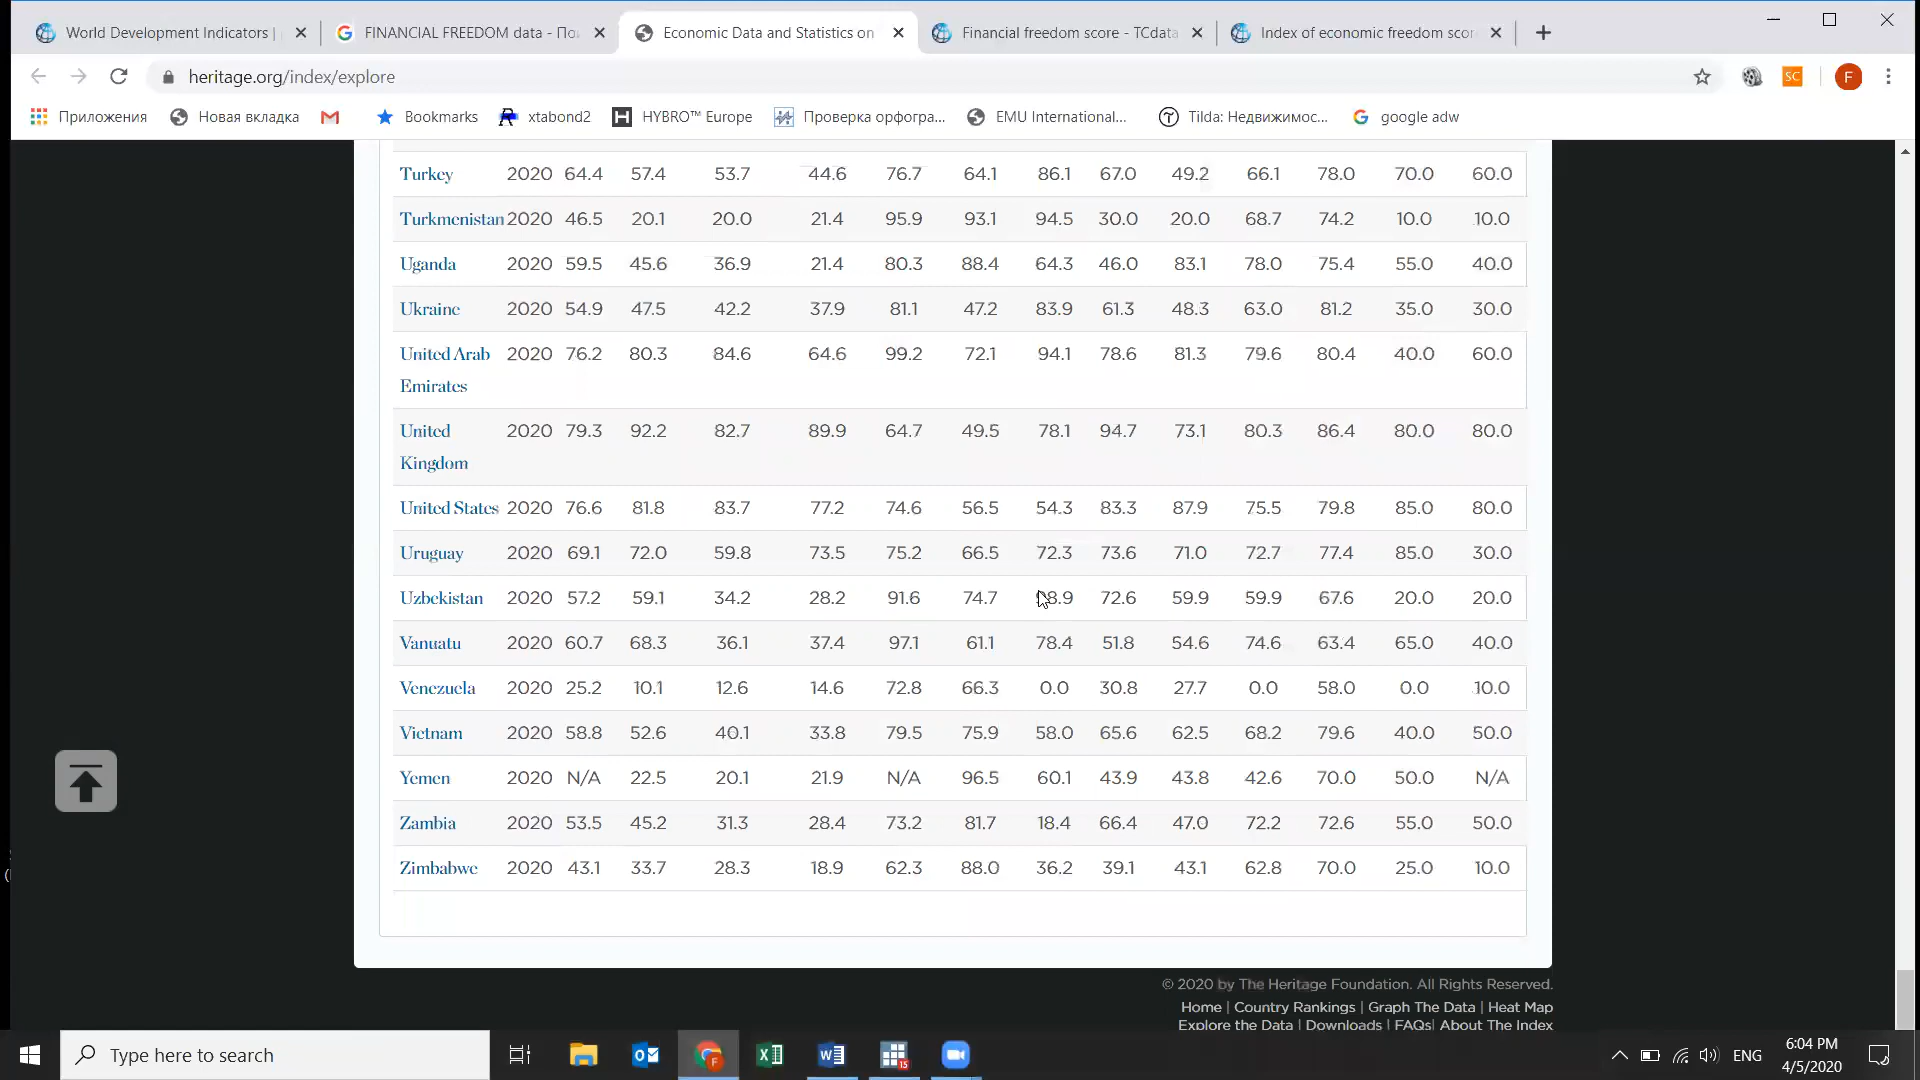 World Development Indicators |
FINANCIAL FREEDOM data - По
Economic Data and Statistics on
Financial freedom score - TCdata
Index of economic freedom scor
heritage.org/index/explore
SC
F
Приложения
Новая вкладка
Bookmarks
xtabond2
HYBRO™ Europe
Проверка орфогра...
EMU International...
Tilda: Недвижимос...
google adw
Turkey 2020 64.4 57.4 53.7 44.6 76.7 64.1 86.1 67.0 49.2 66.1 78.0 70.0 60.0
Turkmenistan 2020 46.5 20.1 20.0 21.4 95.9 93.1 94.5 30.0 20.0 68.7 74.2 10.0 10.0
Uganda 2020 59.5 45.6 36.9 21.4 80.3 88.4 64.3 46.0 83.1 78.0 75.4 55.0 40.0
Ukraine 2020 54.9 47.5 42.2 37.9 81.1 47.2 83.9 61.3 48.3 63.0 81.2 35.0 30.0
United Arab 2020 76.2 80.3 84.6 64.6 99.2 72.1 94.1 78.6 81.3 79.6 80.4 40.0 60.0
Emirates
United 2020 79.3 92.2 82.7 89.9 64.7 49.5 78.1 94.7 73.1 80.3 86.4 80.0 80.0
Kingdom
United States 2020 76.6 81.8 83.7 77.2 74.6 56.5 54.3 83.3 87.9 75.5 79.8 85.0 80.0
Uruguay 2020 69.1 72.0 59.8 73.5 75.2 66.5 72.3 73.6 71.0 72.7 77.4 85.0 30.0
Uzbekistan 2020 57.2 59.1 34.2 28.2 91.6 74.7 72.6 59.9 59.9 67.6 20.0 20.0
Vanuatu 2020 60.7 68.3 36.1 37.4 97.1 61.1 78.4 51.8 54.6 74.6 63.4 65.0 40.0
Venezuela 2020 25.2 10.1 12.6 14.6 72.8 66.3 0.0 30.8 27.7 0.0 58.0 0.0 10.0
Vietnam 2020 58.8 52.6 40.1 33.8 79.5 75.9 58.0 65.6 62.5 68.2 79.6 40.0 50.0
Yemen 2020 N/A 22.5 20.1 21.9 N/A 96.5 60.1 43.9 43.8 42.6 70.0 50.0 N/A
Zambia 2020 53.5 45.2 31.3 28.4 73.2 81.7 18.4 66.4 47.0 72.2 72.6 55.0 50.0
Zimbabwe 2020 43.1 33.7 28.3 18.9 62.3 88.0 36.2 39.1 43.1 62.8 70.0 25.0 10.0
© 2020 by The Heritage Foundation. All Rights Reserved.
Home | Country Rankings | Graph The Data | Heat Map
Explore the Data | Downloads | FAQs| About The Index
Type here to search
F
15
ENG
6:04 PM
4/5/2020